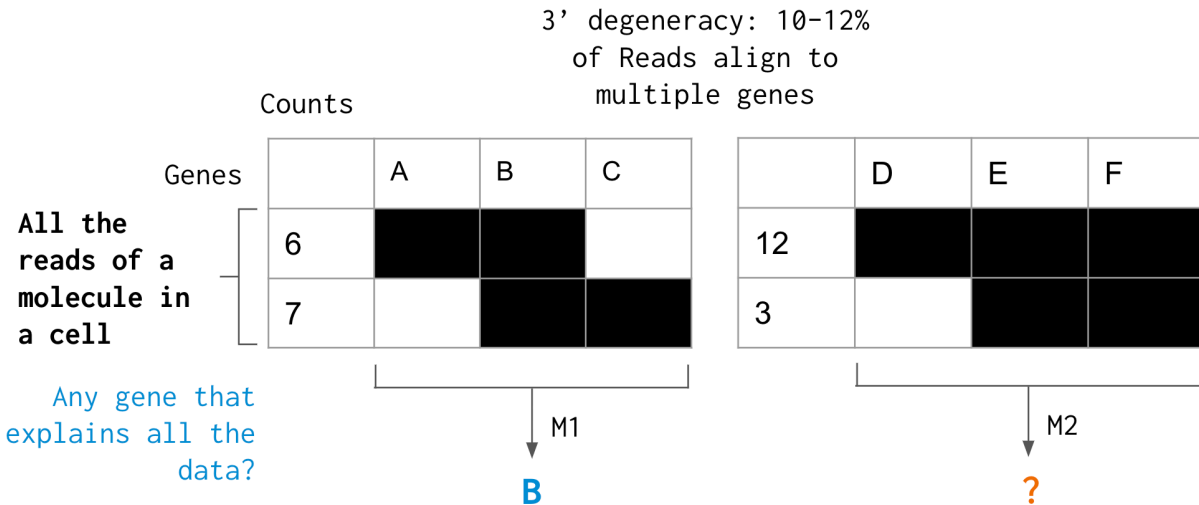 3’ degeneracy: 10–12%
of Reads align to
multiple genes
Counts
Genes
A B C
D E F
All the
reads of a
molecule in
a cell
6
7
12
3
Any gene that
explains all the
data?
M1
M2
B
?